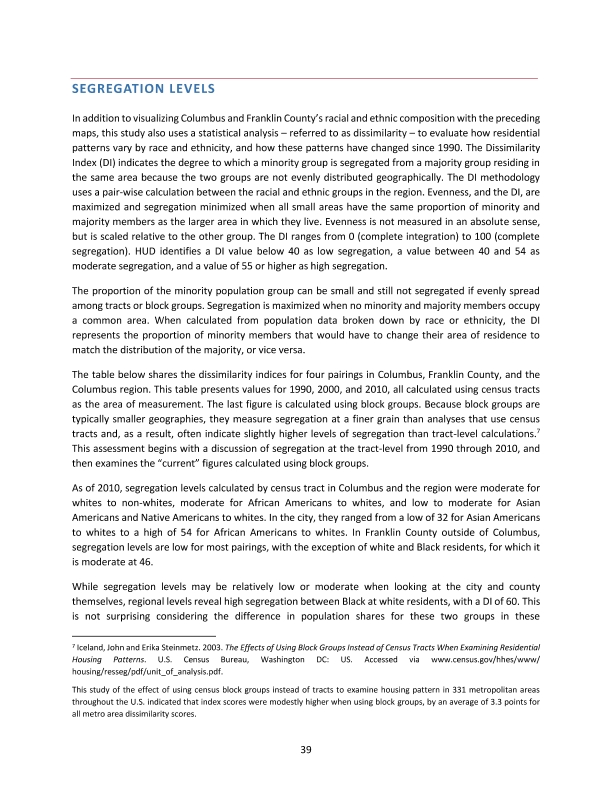 SEGREGATION LEVELS
In addition to visualizing Columbus and Franklin County's racial and ethnic composition with the preceding
maps, this study also uses a statistical analysis – referred to as dissimilarity – to evaluate how residential
patterns vary by race and ethnicity, and how these patterns have changed since 1990. The Dissimilarity
Index (DI) indicates the degree to which a minority group is segregated from a majority group residing in
the same area because the two groups are not evenly distributed geographically. The DI methodology
uses a pair-wise calculation between the racial and ethnic groups in the region. Evenness, and the DI, are
maximized and segregation minimized when all small areas have the same proportion of minority and
majority members as the larger area in which they live. Evenness is not measured in an absolute sense,
but is scaled relative to the other group. The DI ranges from 0 (complete integration) to 100 (complete
segregation). HUD identifies a DI value below 40 as low segregation, a value between 40 and 54 as
moderate segregation, and a value of 55 or higher as high segregation.
The proportion of the minority population group can be small and still not segregated if evenly spread
among tracts or block groups. Segregation is maximized when no minority and majority members occupy
a common area. When calculated from population data broken down by race or ethnicity, the DI
represents the proportion of minority members that would have to change their area of residence to
match the distribution of the majority, or vice versa.
The table below shares the dissimilarity indices for four pairings in Columbus, Franklin County, and the
Columbus region. This table presents values for 1990, 2000, and 2010, all calculated using census tracts
as the area of measurement. The last figure is calculated using block groups. Because block groups are
typically smaller geographies, they measure segregation at a finer grain than analyses that use census
tracts and, as a result, often indicate slightly higher levels of segregation than tract-level calculations.7
This assessment begins with a discussion of segregation at the tract-level from 1990 through 2010, and
then examines the "current" figures calculated using block groups.
As of 2010, segregation levels calculated by census tract in Columbus and the region were moderate for
whites to non-whites, moderate for African Americans to whites, and low to moderate for Asian
Americans and Native Americans to whites. In the city, they ranged from a low of 32 for Asian Americans
to whites to a high of 54 for African Americans to whites. In Franklin County outside of Columbus,
segregation levels are low for most pairings, with the exception of white and Black residents, for which it
is moderate at 46.
While segregation levels may be relatively low or moderate when looking at the city and county
themselves, regional levels reveal high segregation between Black at white residents, with a DI of 60. This
is not surprising considering the difference in population shares for these two groups in these
7 Iceland, John and Erika Steinmetz. 2003. The Effects of Using Block Groups Instead of Census Tracts When Examining Residential
Housing Patterns. U.S. Census Bureau, Washington DC: US. Accessed via www.census.gov/hhes/www/
housing/resseg/pdf/unit_of_analysis.pdf.
This study of the effect of using census block groups instead of tracts to examine housing pattern in 331 metropolitan areas
throughout the U.S. indicated that index scores were modestly higher when using block groups, by an average of 3.3 points for
all metro area dissimilarity scores.
39